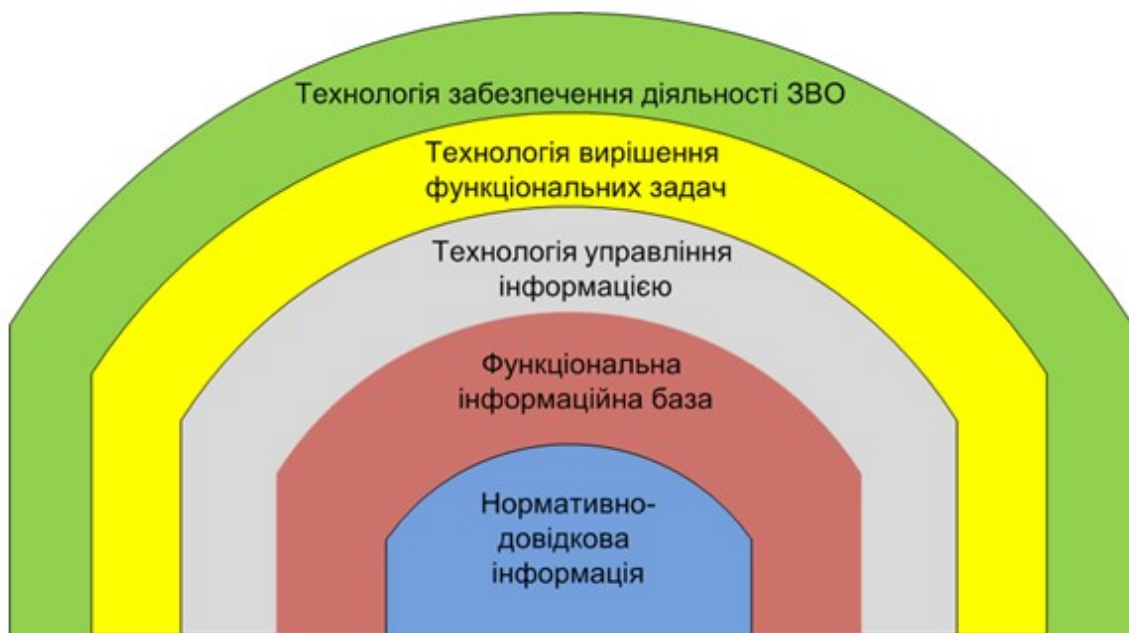 Технологія забезпечення діяльності ЗВО
Технологія вирішення
функціональних задач
Технологія управління
інформацією
Функціональна
інформаційна база
Нормативно-
довідкова
інформація